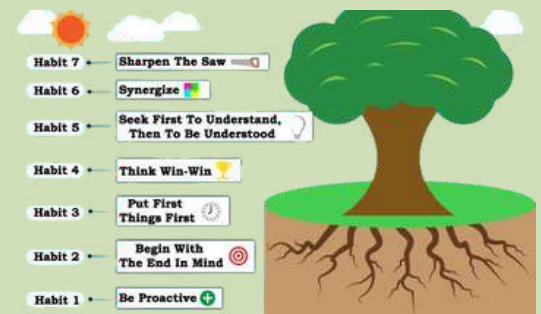 Habit 7
Sharpen The Saw
Habit 6
Synergize
Habit 5
Seek First To Understand,
Then To Be Understood
Habit 4
Think Win-Win
Habit 3
Put First
Things First
Habit 2
Begin With
The End In Mind
Habit 1
Be Proactive